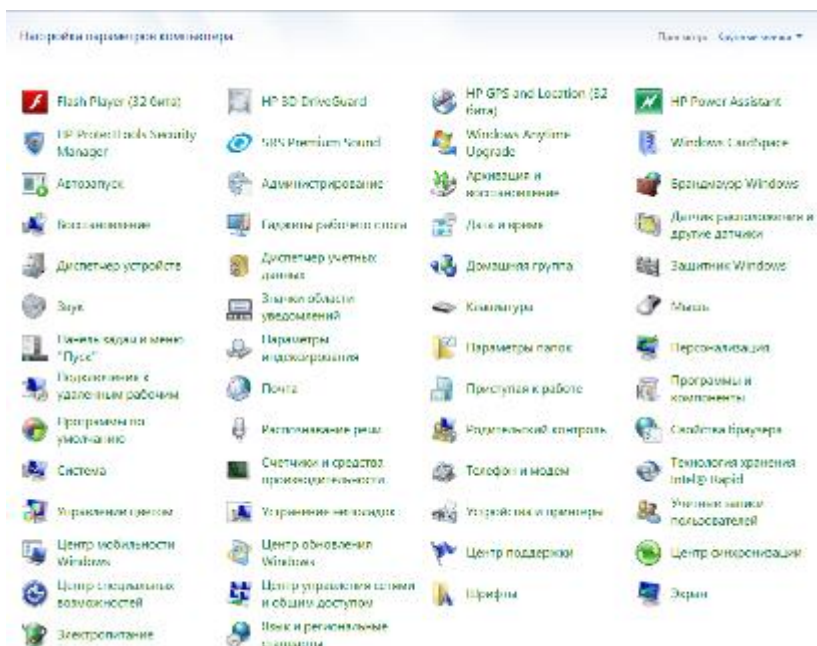 Настройка параметров компьютера
Просмотр: Крупные значки
Flash Player (32 бита)
HP 3D DriveGuard
HP GPS and Location (32
бита)
HP Power Assistant
HP ProtectTools Security
Manager
SRS Premium Sound
Windows Anytime
Upgrade
Windows CardSpace
Автозапуск
Администрирование
Архивация и
восстановление
Брандмауэр Windows
Восстановление
Гаджеты рабочего стола
Дата и время
Датчик расположения и
другие датчики
Диспетчер устройств
Диспетчер учетных
данных
Домашняя группа
Защитник Windows
Звук
Значки области
уведомлений
Клавиатура
Мышь
Панель задач и меню
"Пуск"
Параметры
индексирования
Параметры папок
Персонализация
Подключения к
удаленным рабочим
Почта
Приступая к работе
Программы и
компоненты
Программы по
умолчанию
Распознавание речи
Родительский контроль
Свойства браузера
Система
Счетчики и средства
производительности
Телефон и модем
Технология хранения
Intel® Rapid
Управление цветом
Устранение неполадок
Устройства и принтеры
Учетные записи
пользователей
Центр мобильности
Windows
Центр обновления
Windows
Центр поддержки
Центр синхронизации
Центр специальных
возможностей
Центр управления сетями
и общим доступом
Шрифты
Экран
Электропитание
Язык и региональные
стандарты